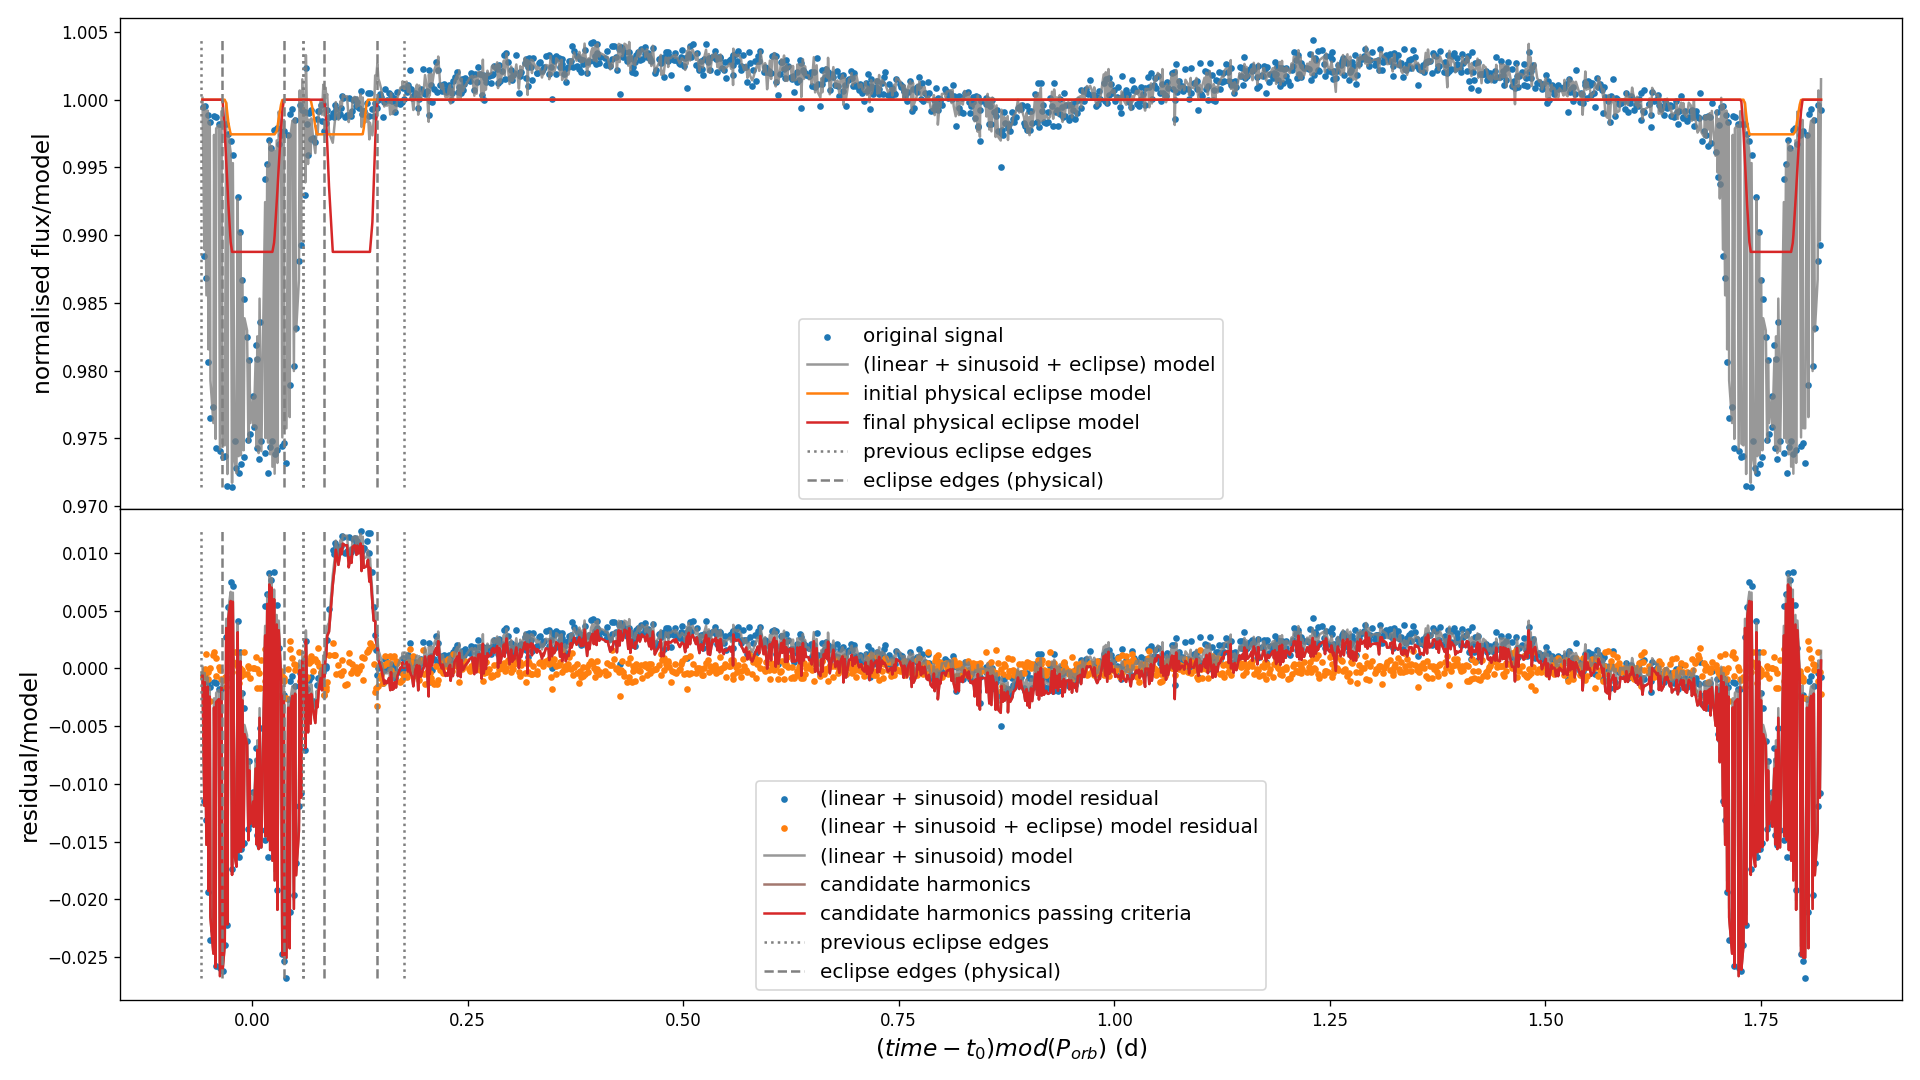 1.005
1.000
0.995
0.990
0.985
0.980
0.975
0.970
normalised flux/model
original signal
(linear + sinusoid + eclipse) model
initial physical eclipse model
final physical eclipse model
previous eclipse edges
eclipse edges (physical)
0.010
0.005
0.000
−0.005
−0.010
−0.015
−0.020
−0.025
residual/model
(linear + sinusoid) model residual
(linear + sinusoid + eclipse) model residual
(linear + sinusoid) model
candidate harmonics
candidate harmonics passing criteria
previous eclipse edges
eclipse edges (physical)
0.00 0.25 0.50 0.75 1.00 1.25 1.50 1.75
(time − t₀)mod(P_orb) (d)